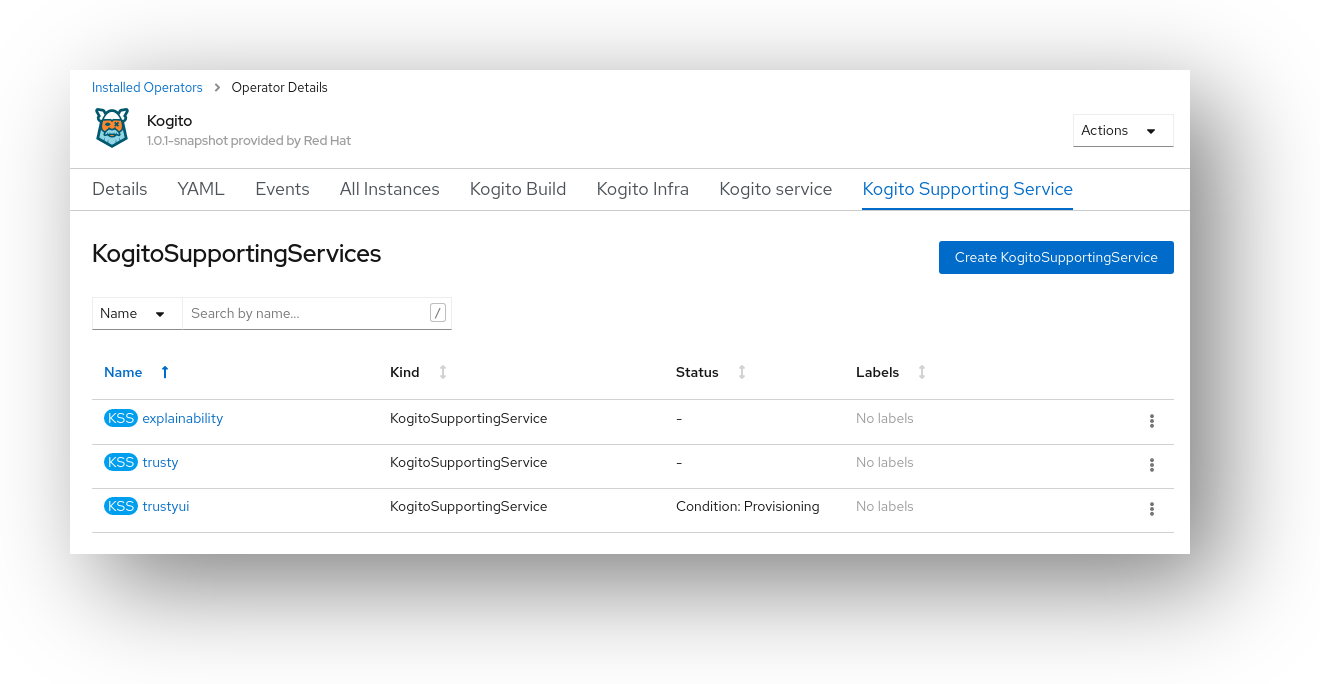 Installed Operators > Operator Details
Kogito
1.0.1-snapshot provided by Red Hat
Actions
Details YAML Events All Instances Kogito Build Kogito Infra Kogito service Kogito Supporting Service
KogitoSupportingServices
Create KogitoSupportingService
Name Search by name... /
Name Kind Status Labels
KSS explainability KogitoSupportingService - No labels
KSS trusty KogitoSupportingService - No labels
KSS trustyui KogitoSupportingService Condition: Provisioning No labels